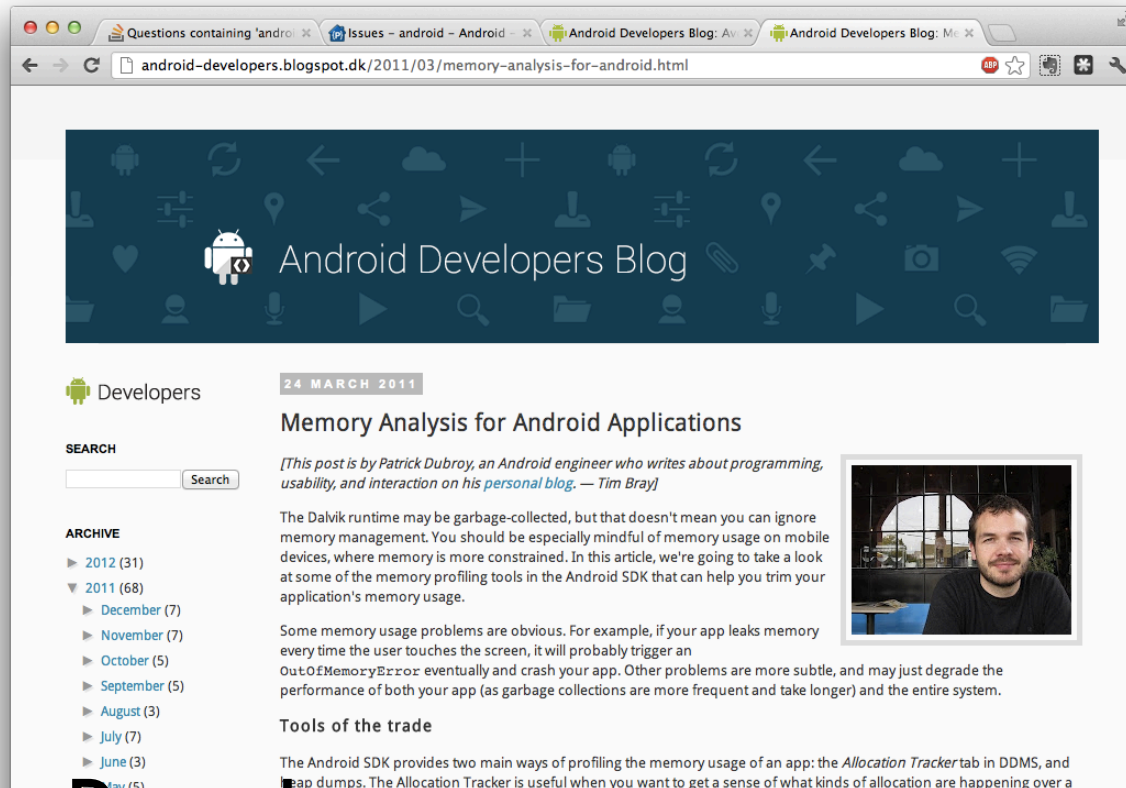 Questions containing 'androi
Issues - android - Android -
Android Developers Blog: Av
Android Developers Blog: Me
android-developers.blogspot.dk/2011/03/memory-analysis-for-android.html
ABP
Android Developers Blog
Developers
SEARCH
Search
ARCHIVE
2012 (31)
2011 (68)
December (7)
November (7)
October (5)
September (5)
August (3)
July (7)
June (3)
May (5)
24 MARCH 2011
Memory Analysis for Android Applications
[This post is by Patrick Dubroy, an Android engineer who writes about programming,
usability, and interaction on his personal blog. — Tim Bray]
The Dalvik runtime may be garbage-collected, but that doesn't mean you can ignore
memory management. You should be especially mindful of memory usage on mobile
devices, where memory is more constrained. In this article, we're going to take a look
at some of the memory profiling tools in the Android SDK that can help you trim your
application's memory usage.
Some memory usage problems are obvious. For example, if your app leaks memory
every time the user touches the screen, it will probably trigger an
OutOfMemoryError eventually and crash your app. Other problems are more subtle, and may just degrade the
performance of both your app (as garbage collections are more frequent and take longer) and the entire system.
Tools of the trade
The Android SDK provides two main ways of profiling the memory usage of an app: the Allocation Tracker tab in DDMS, and
heap dumps. The Allocation Tracker is useful when you want to get a sense of what kinds of allocation are happening over a